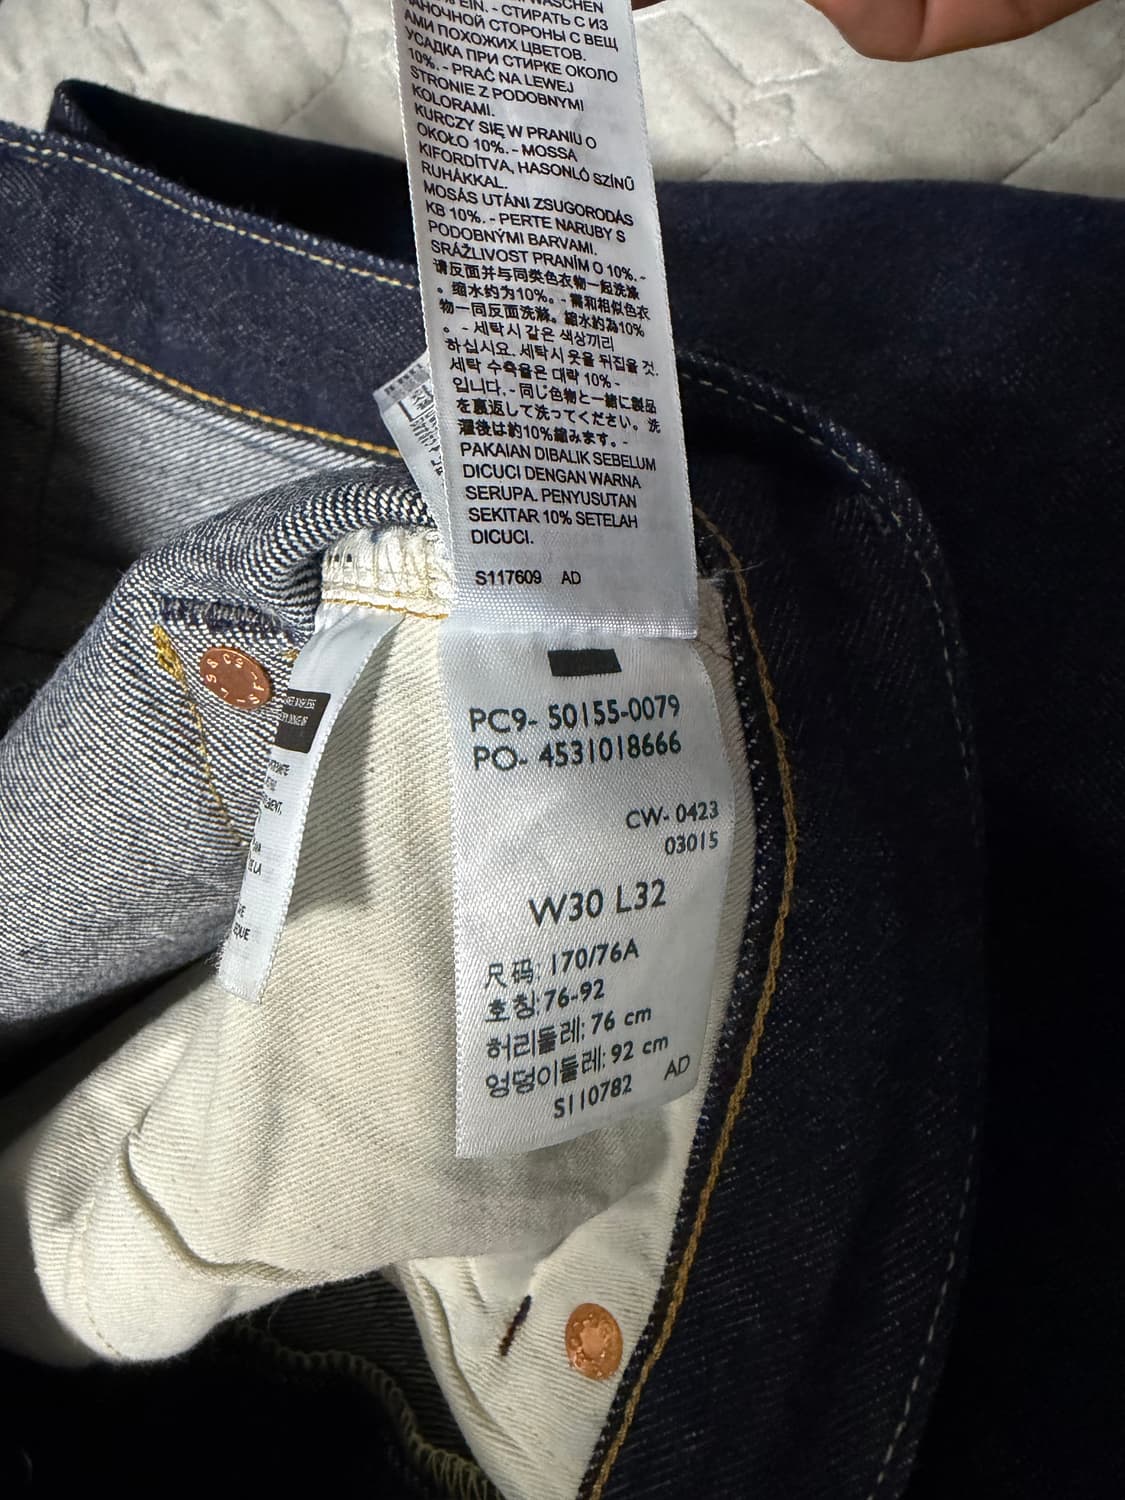 WASCHEN
EIN. - СТИРАТЬ С ИЗ
НАНОЧНОЙ СТОРОНЫ С ВЕЩ
АМИ ПОХОЖИХ ЦВЕТОВ.
УСАДКА ПРИ СТИРКЕ ОКОЛО
10%. - PRAĆ NA LEWEJ
STRONIE Z PODOBNYMI
KOLORAMI.
KURCZY SIĘ W PRANIU O
OKOŁO 10%. - MOSSA
KIFORDÍTVA, HASONLÓ SZÍNŰ
RUHÁKKAL.
MOSÁS UTÁNI ZSUGORODÁS
KB 10%. - PERTE NARUBY S
PODOBNÝMI BARVAMI.
SRÁŽLIVOST PRANÍM O 10%. -
请反面并与同类色衣物一起洗涤
。缩水约为10%。- 需和相似色衣
物一同反面洗滌。縮水約為10%
。- 세탁시 같은 색상끼리
하십시요. 세탁시 옷을 뒤집을 것.
세탁 수축율은 대략 10% -
입니다. - 同じ色物と一緒に製品
を裏返して洗ってください。洗
濯後は約10%縮みます。-
PAKAIAN DIBALIK SEBELUM
DICUCI DENGAN WARNA
SERUPA. PENYUSUTAN
SEKITAR 10% SETELAH
DICUCI.
S117609 AD
PC9- 50155-0079
PO- 4531018666
CW- 0423
03015
W30 L32
尺码: 170/76A
호칭:76-92
허리둘레: 76 cm
엉덩이둘레: 92 cm
S110782 AD